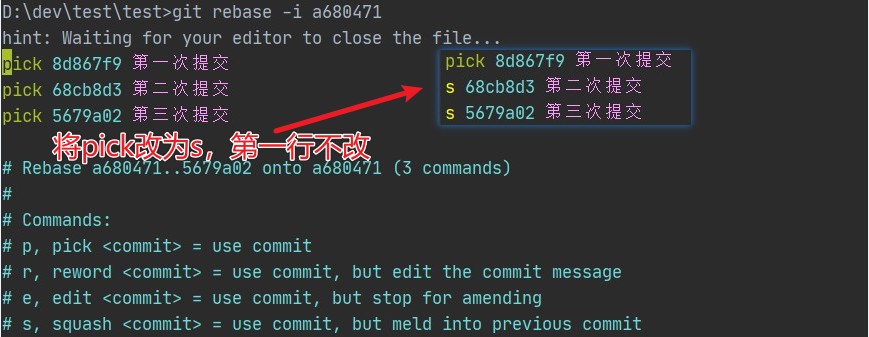 D:\dev\test\test>git rebase -i a680471
hint: Waiting for your editor to close the file...
pick 8d867f9 第一次提交
pick 68cb8d3 第二次提交
pick 5679a02 第三次提交
pick 8d867f9 第一次提交
s 68cb8d3 第二次提交
s 5679a02 第三次提交
将pick改为s，第一行不改
# Rebase a680471..5679a02 onto a680471 (3 commands)
#
# Commands:
# p, pick <commit> = use commit
# r, reword <commit> = use commit, but edit the commit message
# e, edit <commit> = use commit, but stop for amending
# s, squash <commit> = use commit, but meld into previous commit